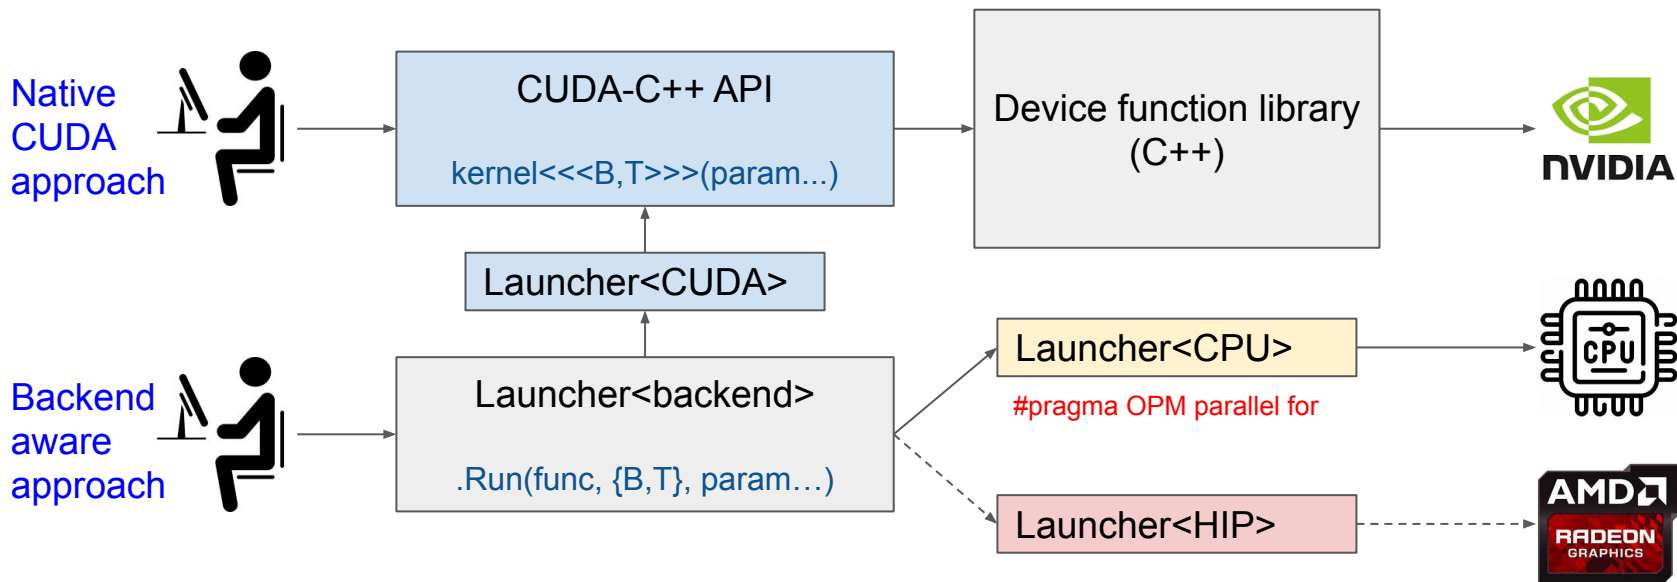 Native
CUDA
approach
CUDA-C++ API
kernel<<<B,T>>>(param...)
Device function library
(C++)
NVIDIA
Launcher<CUDA>
Backend
aware
approach
Launcher<backend>
.Run(func, {B,T}, param…)
Launcher<CPU>
#pragma OPM parallel for
CPU
Launcher<HIP>
AMD
RADEON
GRAPHICS